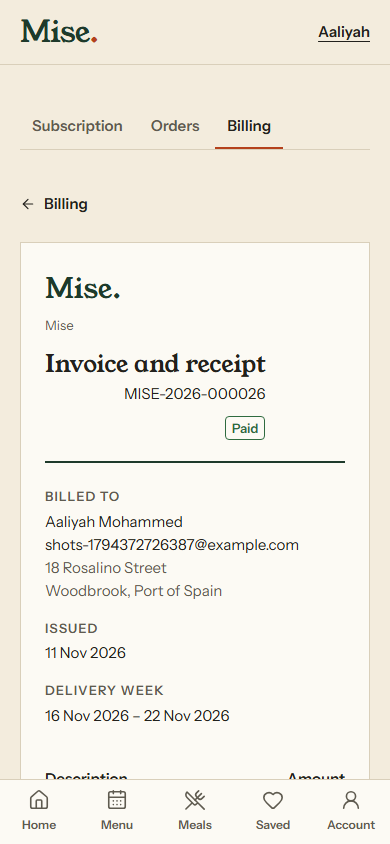 Mise.
Aaliyah
Subscription Orders Billing
Billing
Mise.
Mise
Invoice and receipt
MISE-2026-000026
Paid
BILLED TO
Aaliyah Mohammed
shots-1794372726387@example.com
18 Rosalino Street
Woodbrook, Port of Spain
ISSUED
11 Nov 2026
DELIVERY WEEK
16 Nov 2026 – 22 Nov 2026
Description Amount
Home Menu Meals Saved Account